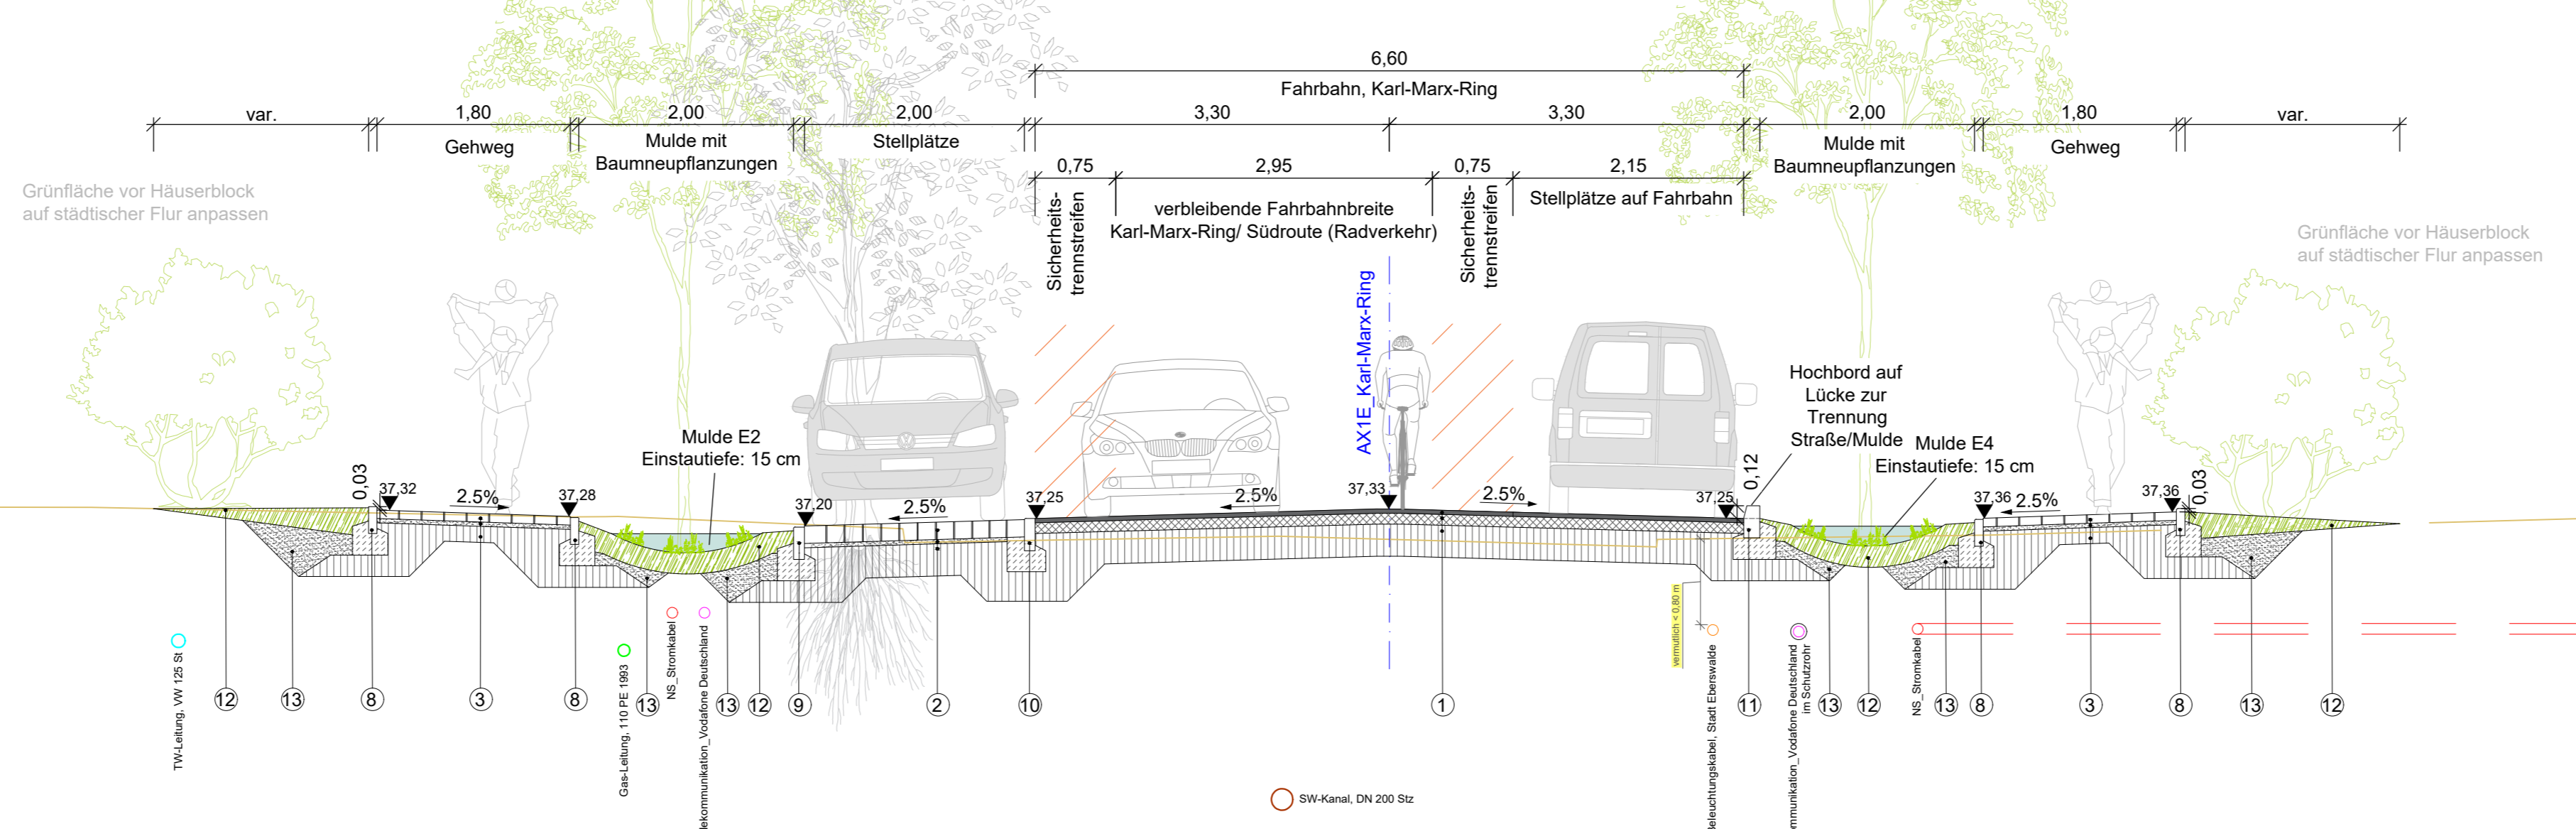 6,60
Fahrbahn, Karl-Marx-Ring
var.
1,80
2,00
2,00
3,30
3,30
2,00
1,80
var.
Gehweg
Mulde mit
Baumneupflanzungen
Stellplätze
Mulde mit
Baumneupflanzungen
Gehweg
0,75
2,95
0,75
2,15
Sicherheits-
trennstreifen
verbleibende Fahrbahnbreite
Karl-Marx-Ring/ Südroute (Radverkehr)
Sicherheits-
trennstreifen
Stellplätze auf Fahrbahn
Grünfläche vor Häuserblock
auf städtischer Flur anpassen
Grünfläche vor Häuserblock
auf städtischer Flur anpassen
AX1E_Karl-Marx-Ring
Hochbord auf
Lücke zur
Trennung
Straße/Mulde
Mulde E2
Einstautiefe: 15 cm
Mulde E4
Einstautiefe: 15 cm
0,03
37,32
2.5%
37,28
37,20
2.5%
37,25
2.5%
37,33
2.5%
37,25
0,12
37,36
2.5%
37,36
0,03
vermutlich < 0,80 m
12
13
8
3
8
13
13
12
9
2
10
1
11
13
12
13
8
3
8
13
12
TW-Leitung, VW 125 St
Gas-Leitung, 110 PE 1993
NS_Stromkabel
lekommunikation_Vodafone Deutschland
SW-Kanal, DN 200 Stz
Beleuchtungskabel, Stadt Eberswalde
mmunikation_Vodafone Deutschland
im Schutzrohr
NS_Stromkabel